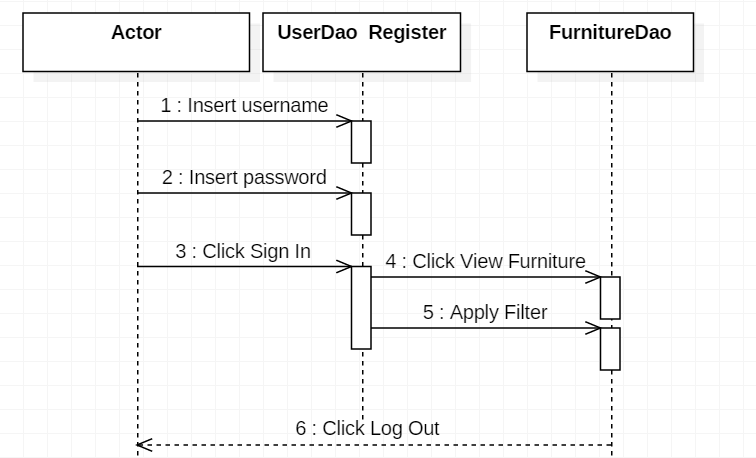 Actor
UserDao  Register
FurnitureDao
1 : Insert username
2 : Insert password
3 : Click Sign In
4 : Click View Furniture
5 : Apply Filter
6 : Click Log Out